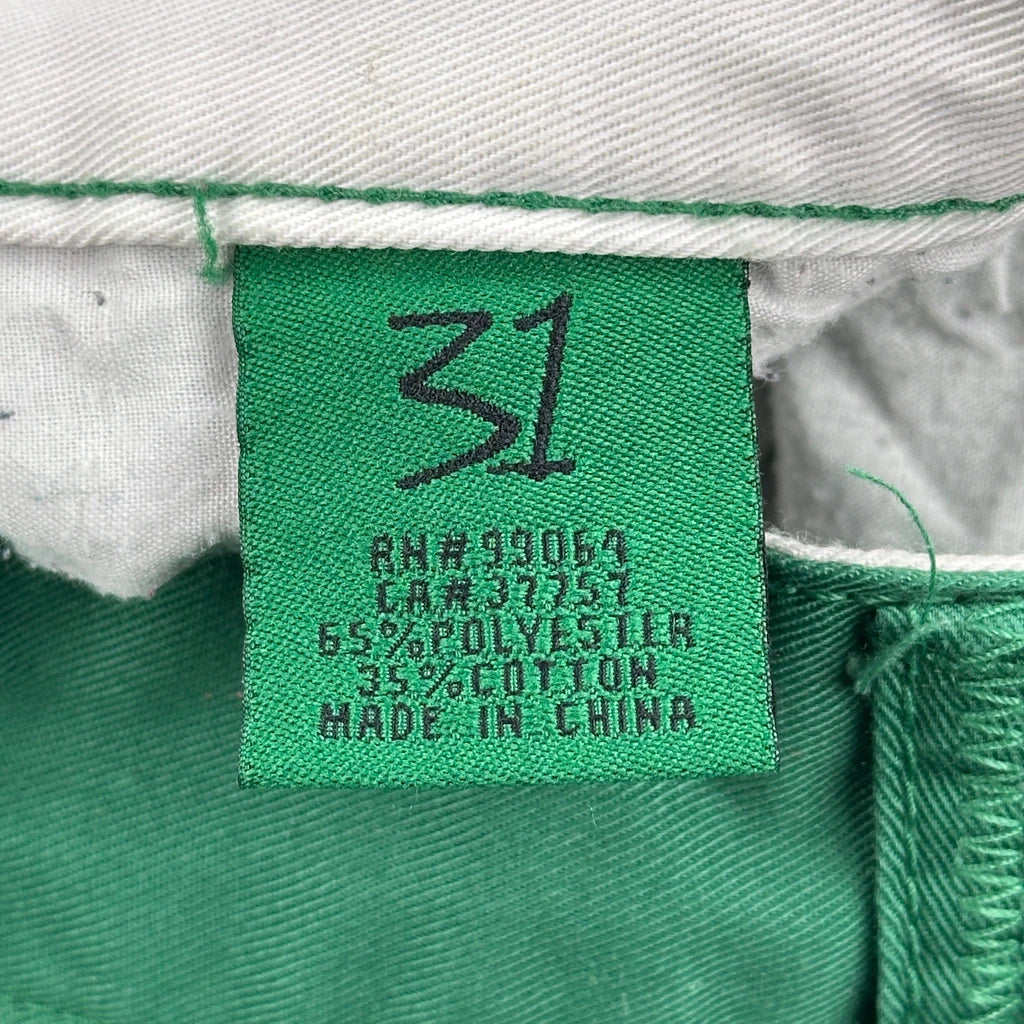 31
RN#99064
CA#37757
65%POLYESTER
35%COTTON
MADE IN CHINA